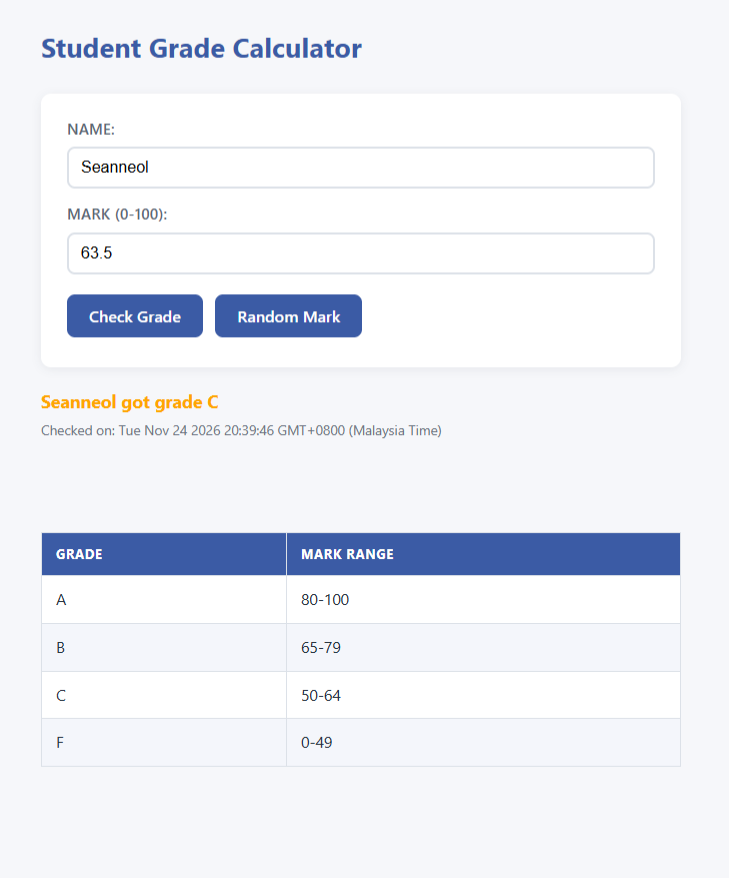 Student Grade Calculator
NAME:
Seanneol
MARK (0-100):
63.5
Check Grade Random Mark
Seanneol got grade C
Checked on: Tue Nov 24 2026 20:39:46 GMT+0800 (Malaysia Time)
GRADE MARK RANGE
A 80-100
B 65-79
C 50-64
F 0-49